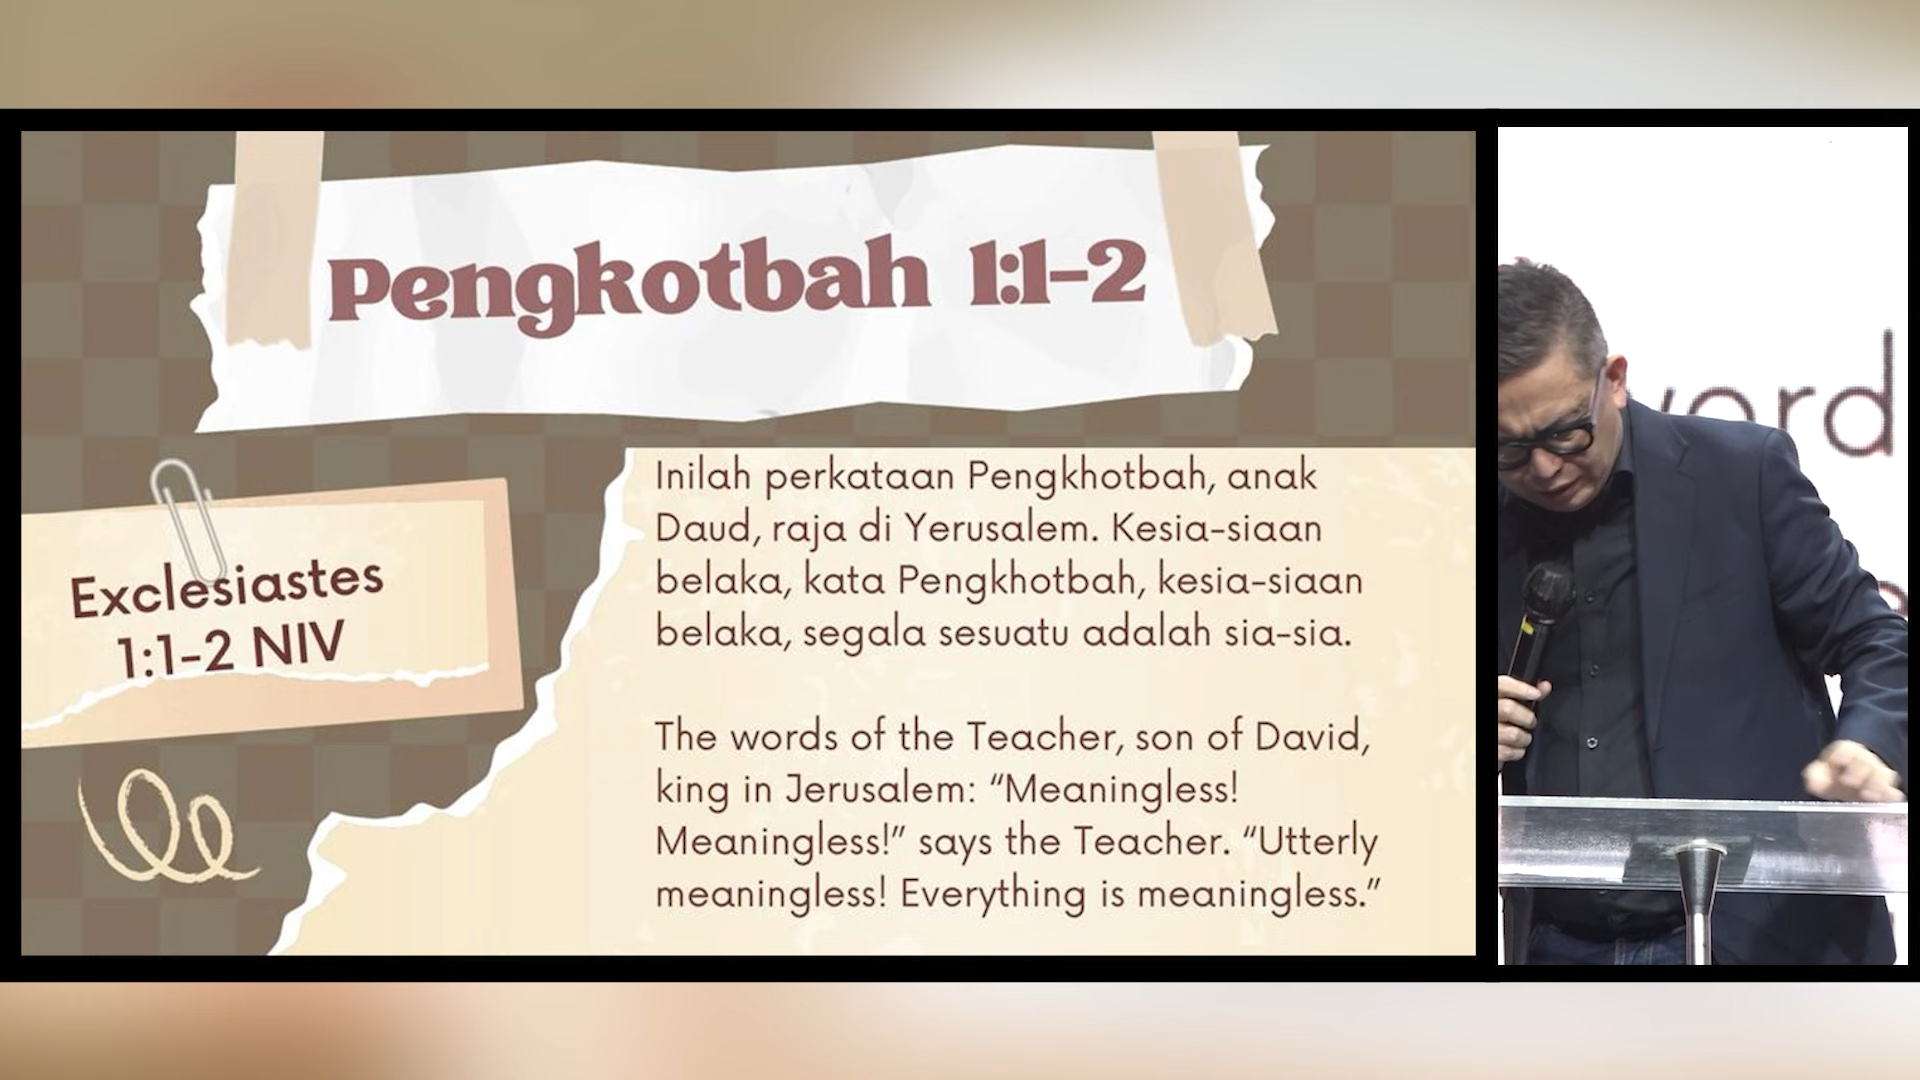 Pengkotbah 1:1-2
Exclesiastes
1:1-2 NIV
Inilah perkataan Pengkhotbah, anak
Daud, raja di Yerusalem. Kesia-siaan
belaka, kata Pengkhotbah, kesia-siaan
belaka, segala sesuatu adalah sia-sia.
The words of the Teacher, son of David,
king in Jerusalem: “Meaningless!
Meaningless!” says the Teacher. “Utterly
meaningless! Everything is meaningless.”